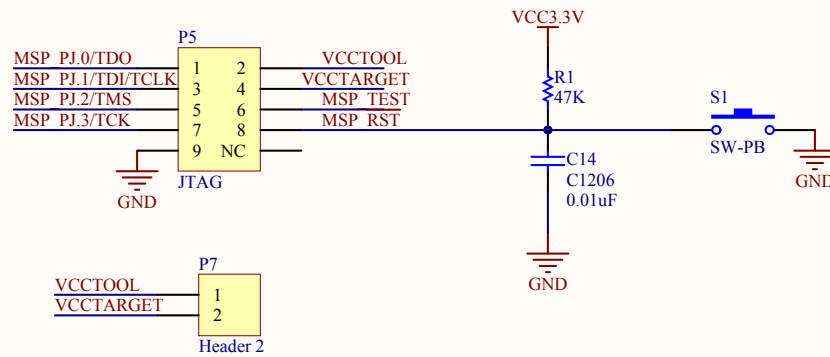 VCC3.3V
P5
MSP_PJ.0/TDO 1 2 VCCTOOL
MSP_PJ.1/TDI/TCLK 3 4 VCCTARGET
MSP_PJ.2/TMS 5 6 MSP_TEST
MSP_PJ.3/TCK 7 8 MSP_RST
9 NC
JTAG
GND
R1
47K
S1
SW-PB
GND
C14
C1206
0.01uF
GND
P7
VCCTOOL 1
VCCTARGET 2
Header 2